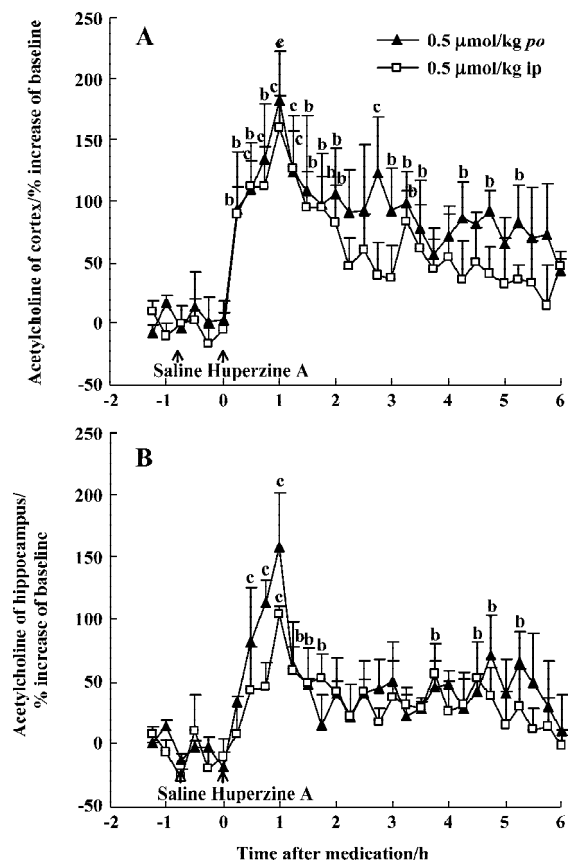 A
0.5 μmol/kg po
0.5 μmol/kg ip
Acetylcholine of cortex/% increase of baseline
250
200
150
100
50
0
-50
c
b c b b
b c c c c b b b c b b b b b
b b b b
Saline Huperzine A
-2 -1 0 1 2 3 4 5 6
B
Acetylcholine of hippocampus/
% increase of baseline
250
200
150
100
50
0
-50
c
c c
c
b b b b b b b
Saline Huperzine A
-2 -1 0 1 2 3 4 5 6
Time after medication/h